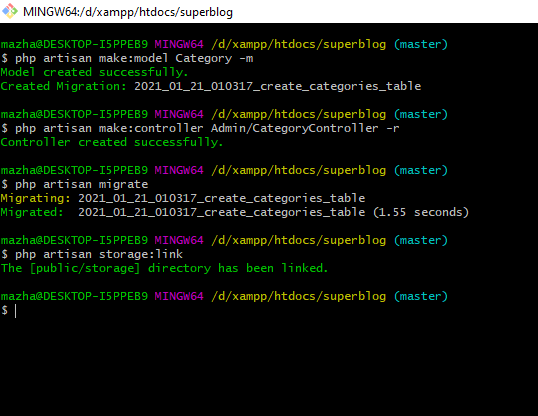 MINGW64:/d/xampp/htdocs/superblog
mazha@DESKTOP-I5PPEB9 MINGW64 /d/xampp/htdocs/superblog (master)
$ php artisan make:model Category -m
Model created successfully.
Created Migration: 2021_01_21_010317_create_categories_table
mazha@DESKTOP-I5PPEB9 MINGW64 /d/xampp/htdocs/superblog (master)
$ php artisan make:controller Admin/CategoryController -r
Controller created successfully.
mazha@DESKTOP-I5PPEB9 MINGW64 /d/xampp/htdocs/superblog (master)
$ php artisan migrate
Migrating: 2021_01_21_010317_create_categories_table
Migrated:  2021_01_21_010317_create_categories_table (1.55 seconds)
mazha@DESKTOP-I5PPEB9 MINGW64 /d/xampp/htdocs/superblog (master)
$ php artisan storage:link
The [public/storage] directory has been linked.
mazha@DESKTOP-I5PPEB9 MINGW64 /d/xampp/htdocs/superblog (master)
$